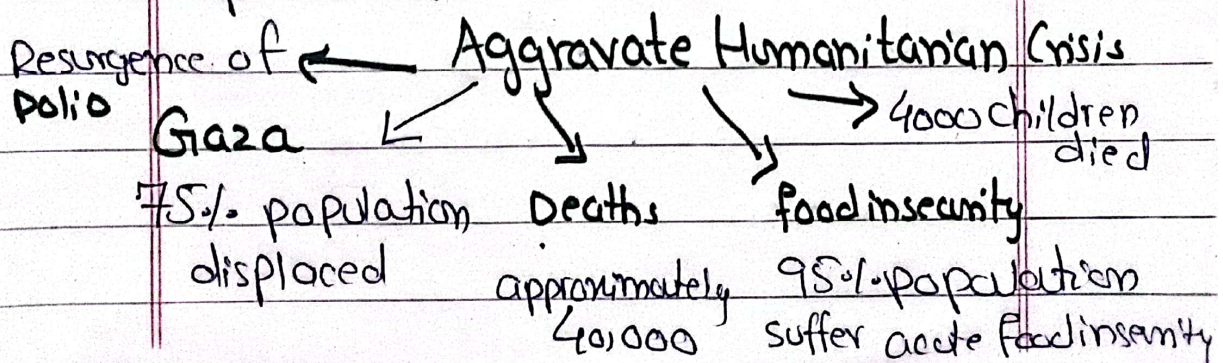 Aggravate Humanitarian Crisis
Resurgence of
polio
4000 children
died
Gaza
75% population
displaced
Deaths
approximately
40,000
food insecurity
95% population
suffer acute food insecurity